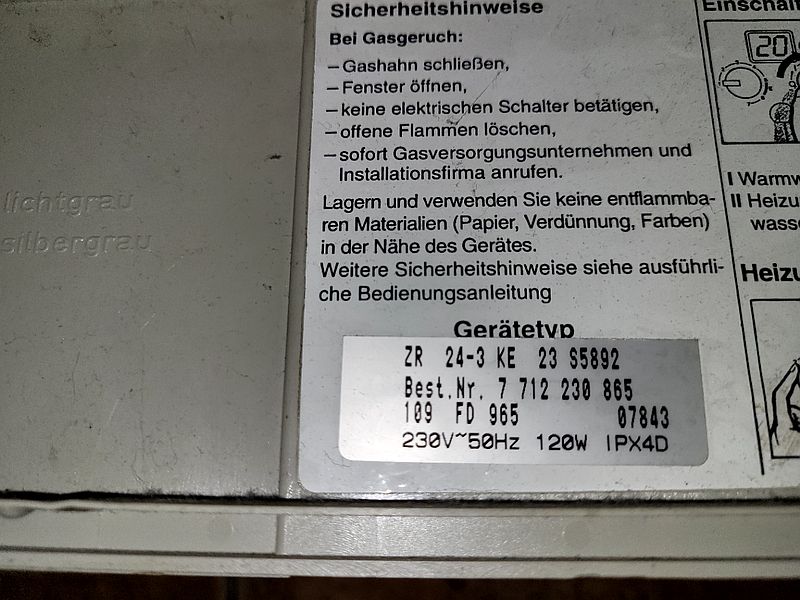 lichtgrau
silbergrau
Sicherheitshinweise
Bei Gasgeruch:
– Gashahn schließen,
– Fenster öffnen,
– keine elektrischen Schalter betätigen,
– offene Flammen löschen,
– sofort Gasversorgungsunternehmen und
Installationsfirma anrufen.
Lagern und verwenden Sie keine entflammba-
ren Materialien (Papier, Verdünnung, Farben)
in der Nähe des Gerätes.
Weitere Sicherheitshinweise siehe ausführli-
che Bedienungsanleitung
Gerätetyp
ZR 24-3 KE 23 S5892
Best.Nr. 7 712 230 865
109 FD 965 07843
230V~50Hz 120W IPX4D
Einschalt
20
I Warmw
II Heizu
wasse
Heizu